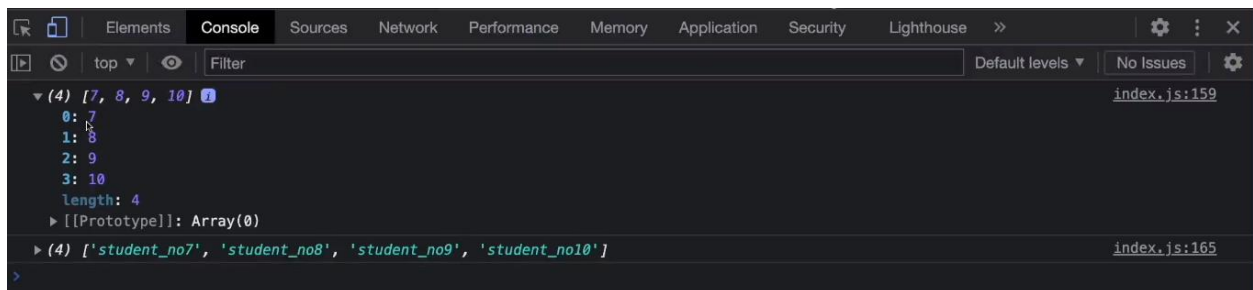 Elements Console Sources Network Performance Memory Application Security Lighthouse »
top ▼ Filter Default levels ▼ No Issues
▼(4) [7, 8, 9, 10] i index.js:159
0: 7
1: 8
2: 9
3: 10
length: 4
▶[[Prototype]]: Array(0)
▶(4) ['student_no7', 'student_no8', 'student_no9', 'student_no10'] index.js:165
>